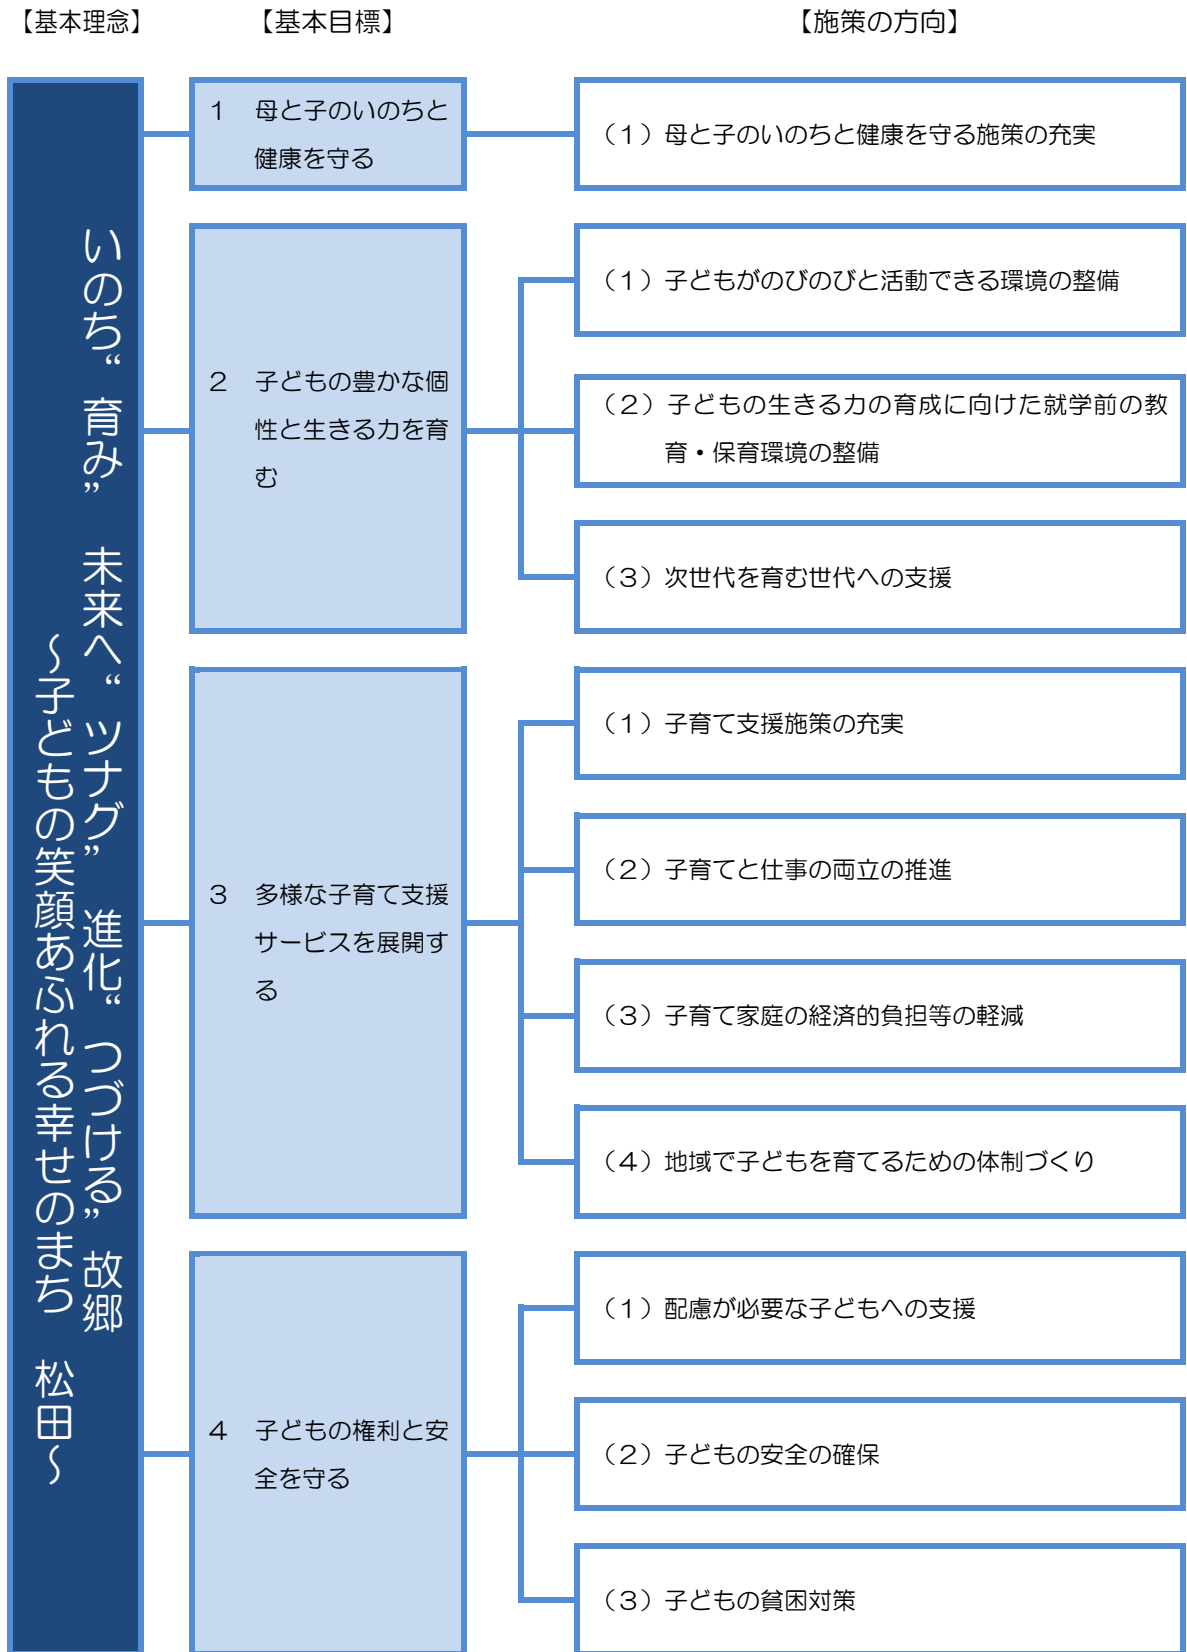 【基本理念】
【基本目標】
【施策の方向】
いのち“育み”　未来へ“ツナグ”　進化“つづける”故郷
～子どもの笑顔あふれる幸せのまち　松田～
１　母と子のいのちと
健康を守る
（１）母と子のいのちと健康を守る施策の充実
２　子どもの豊かな個
性と生きる力を育
む
（１）子どもがのびのびと活動できる環境の整備
（２）子どもの生きる力の育成に向けた就学前の教
育・保育環境の整備
（３）次世代を育む世代への支援
３　多様な子育て支援
サービスを展開す
る
（１）子育て支援施策の充実
（２）子育てと仕事の両立の推進
（３）子育て家庭の経済的負担等の軽減
（４）地域で子どもを育てるための体制づくり
４　子どもの権利と安
全を守る
（１）配慮が必要な子どもへの支援
（２）子どもの安全の確保
（３）子どもの貧困対策